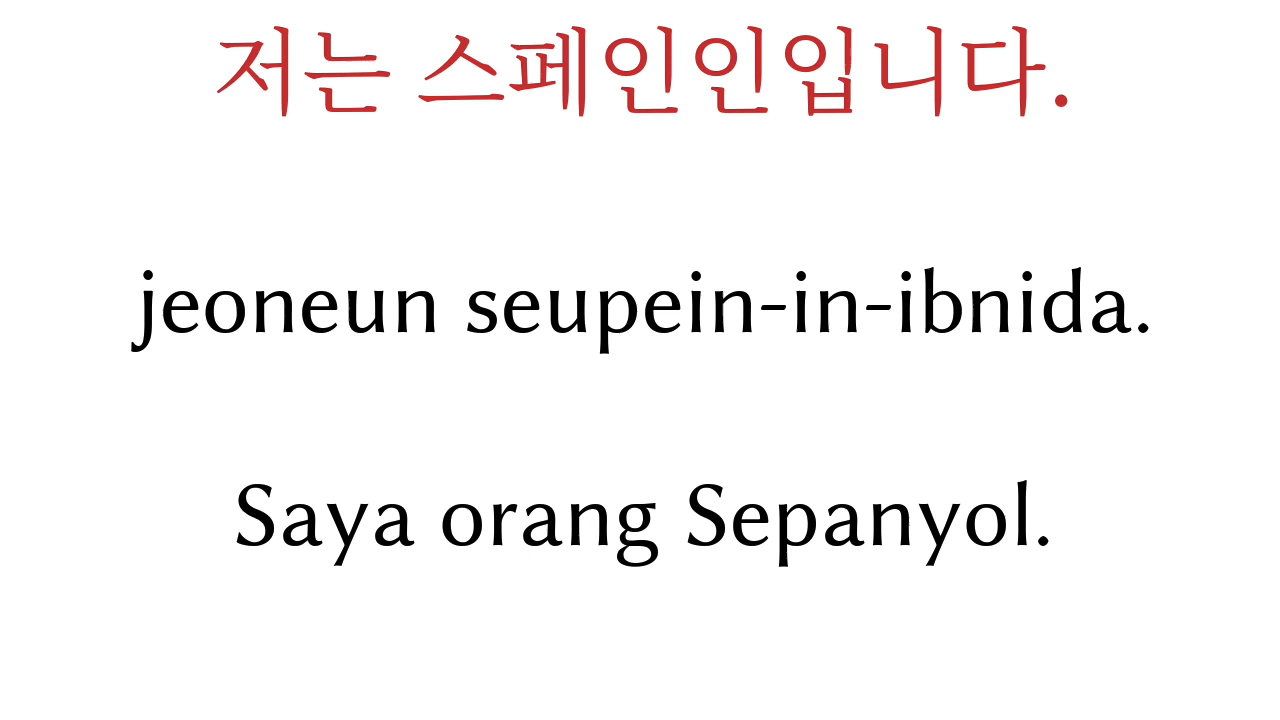 저는 스페인인입니다.
jeoneun seupein-in-ibnida.
Saya orang Sepanyol.